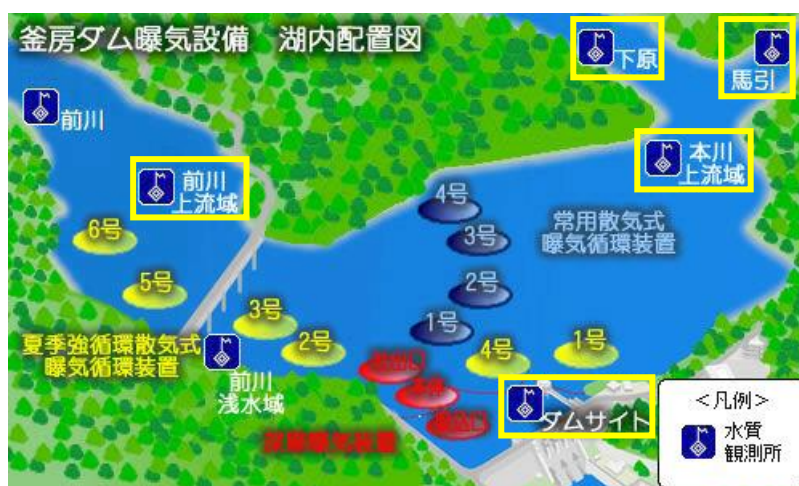 釜房ダム曝気設備 湖内配置図
下原
馬引
前川
前川
上流域
本川
上流域
4号
3号
2号
1号
常用散気式
曝気循環装置
6号
5号
3号
2号
4号
1号
夏季強循環散気式
曝気循環装置
前川
浅水域
ダムサイト
<凡例>
水質
観測所